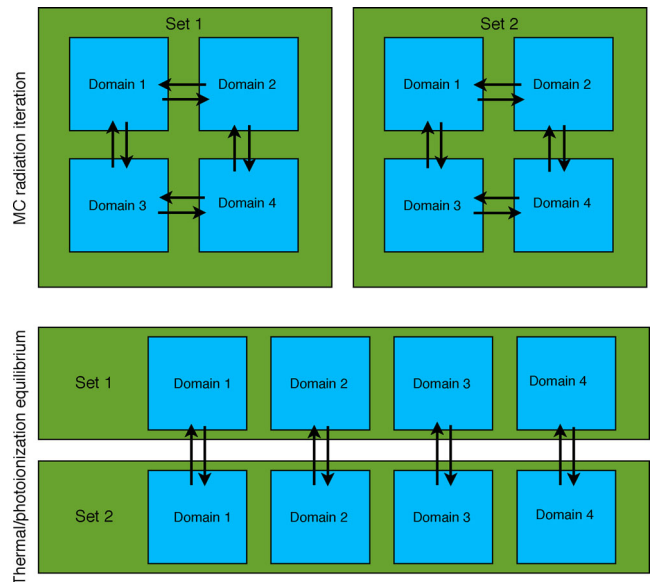 MC radiation iteration
Set 1
Domain 1
Domain 2
Domain 3
Domain 4
Set 2
Domain 1
Domain 2
Domain 3
Domain 4
Thermal/photoionization equilibrium
Set 1
Domain 1
Domain 2
Domain 3
Domain 4
Set 2
Domain 1
Domain 2
Domain 3
Domain 4